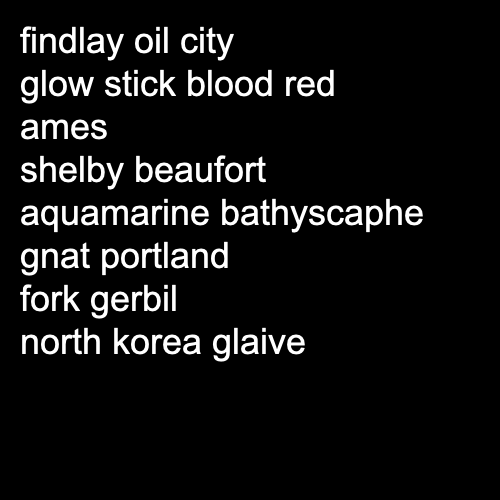 findlay oil city
glow stick blood red
ames
shelby beaufort
aquamarine bathyscaphe
gnat portland
fork gerbil
north korea glaive